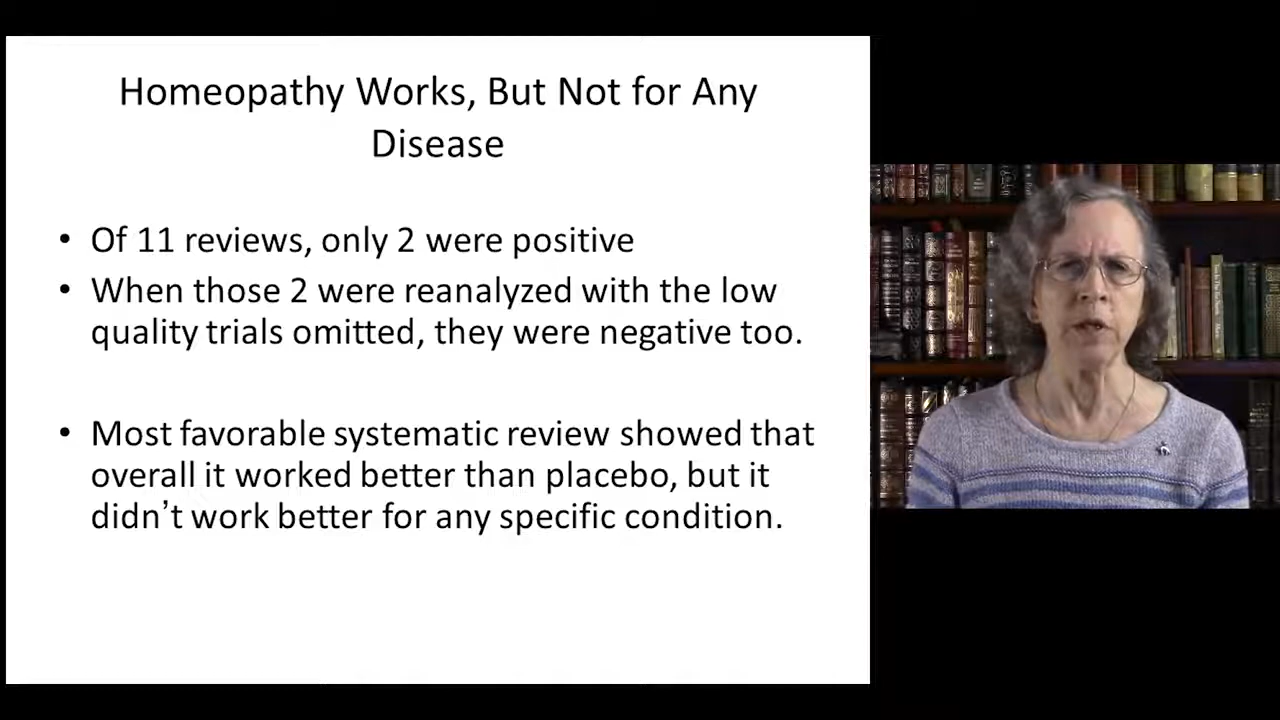 Homeopathy Works, But Not for Any
Disease
• Of 11 reviews, only 2 were positive
• When those 2 were reanalyzed with the low
quality trials omitted, they were negative too.
• Most favorable systematic review showed that
overall it worked better than placebo, but it
didn’t work better for any specific condition.